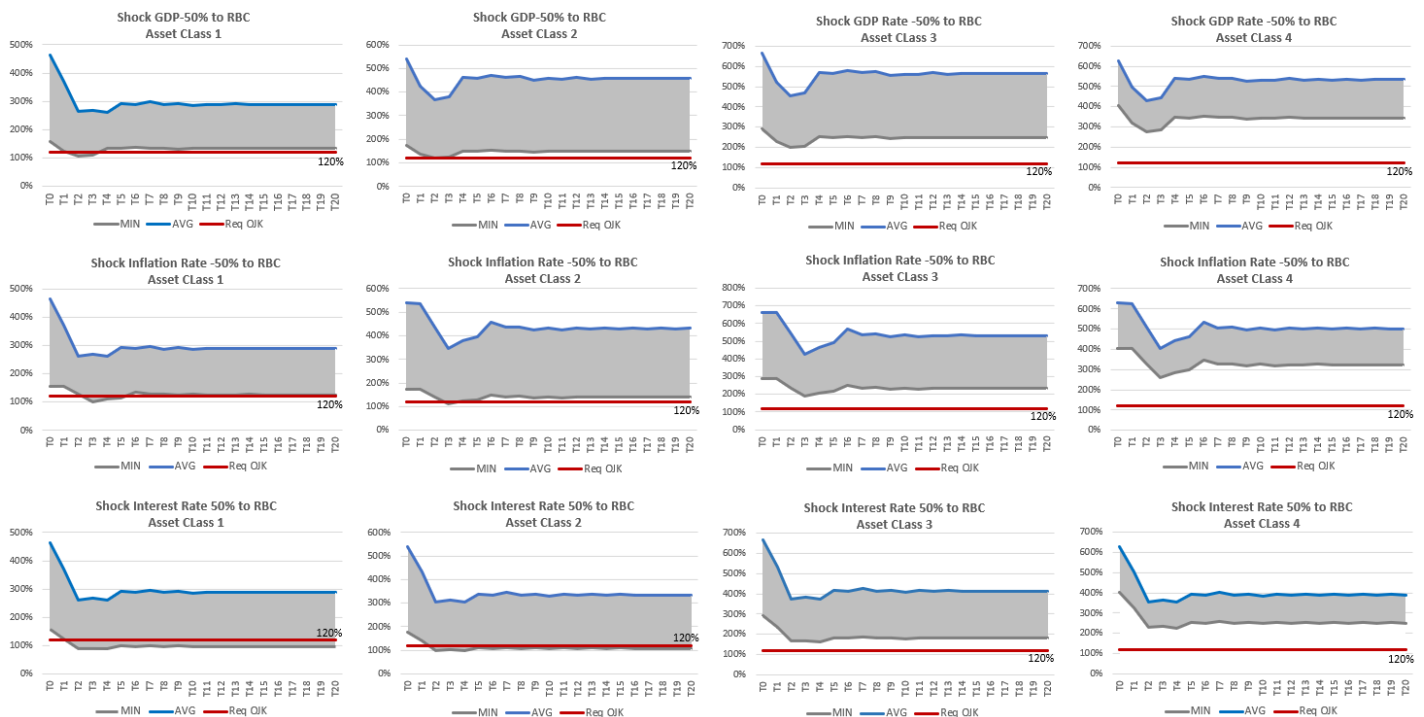 Shock GDP-50% to RBC
Asset CLass 1
500%
400%
300%
200%
100%
0%
120%
T0 T1 T2 T3 T4 T5 T6 T7 T8 T9 T10 T11 T12 T13 T14 T15 T16 T17 T18 T19 T20
MIN AVG Req OJK
Shock GDP -50% to RBC
Asset CLass 2
600%
500%
400%
300%
200%
100%
0%
120%
T0 T1 T2 T3 T4 T5 T6 T7 T8 T9 T10 T11 T12 T13 T14 T15 T16 T17 T18 T19 T20
MIN AVG Req OJK
Shock GDP Rate -50% to RBC
Asset CLass 3
700%
600%
500%
400%
300%
200%
100%
0%
120%
T0 T1 T2 T3 T4 T5 T6 T7 T8 T9 T10 T11 T12 T13 T14 T15 T16 T17 T18 T19 T20
MIN AVG Req OJK
Shock GDP Rate -50% to RBC
Asset CLass 4
700%
600%
500%
400%
300%
200%
100%
0%
120%
T0 T1 T2 T3 T4 T5 T6 T7 T8 T9 T10 T11 T12 T13 T14 T15 T16 T17 T18 T19 T20
MIN AVG Req OJK
Shock Inflation Rate -50% to RBC
Asset CLass 1
500%
400%
300%
200%
100%
0%
120%
T0 T1 T2 T3 T4 T5 T6 T7 T8 T9 T10 T11 T12 T13 T14 T15 T16 T17 T18 T19 T20
MIN AVG Req OJK
Shock Inflation Rate -50% to RBC
Asset CLass 2
600%
500%
400%
300%
200%
100%
0%
120%
T0 T1 T2 T3 T4 T5 T6 T7 T8 T9 T10 T11 T12 T13 T14 T15 T16 T17 T18 T19 T20
MIN AVG Req OJK
Shock Inflation Rate -50% to RBC
Asset CLass 3
800%
700%
600%
500%
400%
300%
200%
100%
0%
120%
T0 T1 T2 T3 T4 T5 T6 T7 T8 T9 T10 T11 T12 T13 T14 T15 T16 T17 T18 T19 T20
MIN AVG Req OJK
Shock Inflation Rate -50% to RBC
Asset CLass 4
700%
600%
500%
400%
300%
200%
100%
0%
120%
T0 T1 T2 T3 T4 T5 T6 T7 T8 T9 T10 T11 T12 T13 T14 T15 T16 T17 T18 T19 T20
MIN AVG Req OJK
Shock Interest Rate 50% to RBC
Asset CLass 1
500%
400%
300%
200%
100%
0%
120%
T0 T1 T2 T3 T4 T5 T6 T7 T8 T9 T10 T11 T12 T13 T14 T15 T16 T17 T18 T19 T20
MIN AVG Req OJK
Shock Interest Rate 50% to RBC
Asset CLass 2
600%
500%
400%
300%
200%
100%
0%
120%
T0 T1 T2 T3 T4 T5 T6 T7 T8 T9 T10 T11 T12 T13 T14 T15 T16 T17 T18 T19 T20
MIN AVG Req OJK
Shock Interest Rate 50% to RBC
Asset CLass 3
700%
600%
500%
400%
300%
200%
100%
0%
120%
T0 T1 T2 T3 T4 T5 T6 T7 T8 T9 T10 T11 T12 T13 T14 T15 T16 T17 T18 T19 T20
MIN AVG Req OJK
Shock Interest Rate 50% to RBC
Asset CLass 4
700%
600%
500%
400%
300%
200%
100%
0%
120%
T0 T1 T2 T3 T4 T5 T6 T7 T8 T9 T10 T11 T12 T13 T14 T15 T16 T17 T18 T19 T20
MIN AVG Req OJK